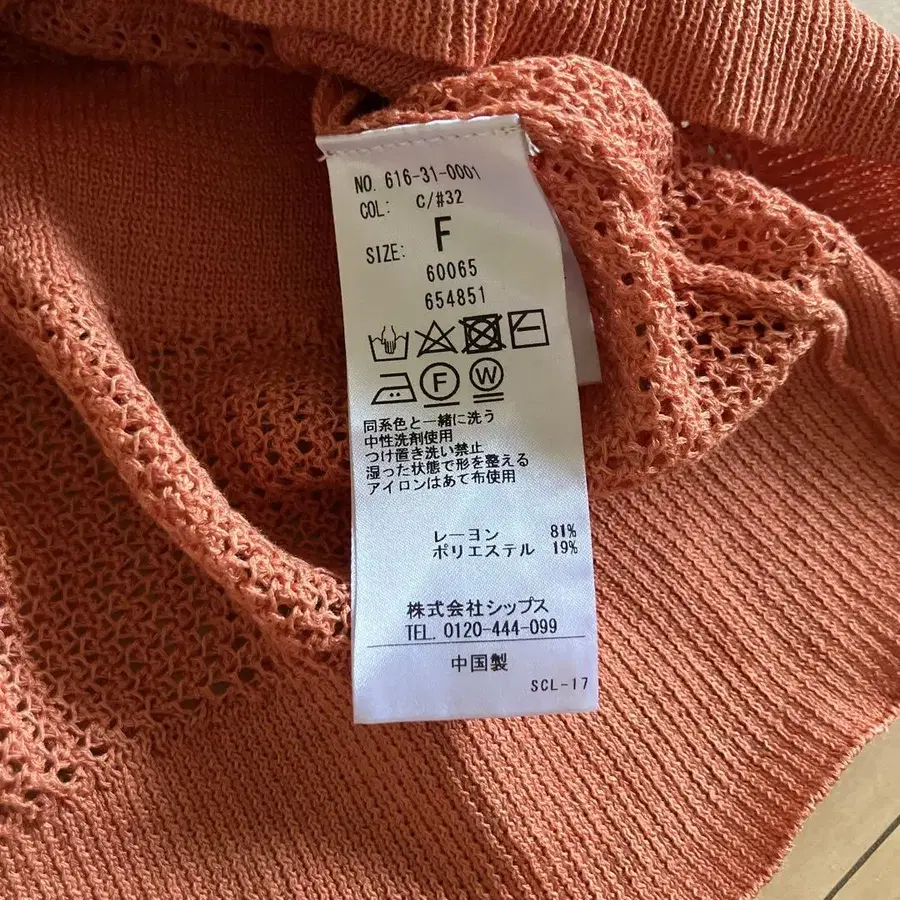 NO. 616-31-0001
COL: C/#32
SIZE: F
60065
654851
F W
同系色と一緒に洗う
中性洗剤使用
つけ置き洗い禁止
湿った状態で形を整える
アイロンはあて布使用
レーヨン 81%
ポリエステル 19%
株式会社シップス
TEL. 0120-444-099
中国製
SCL-17